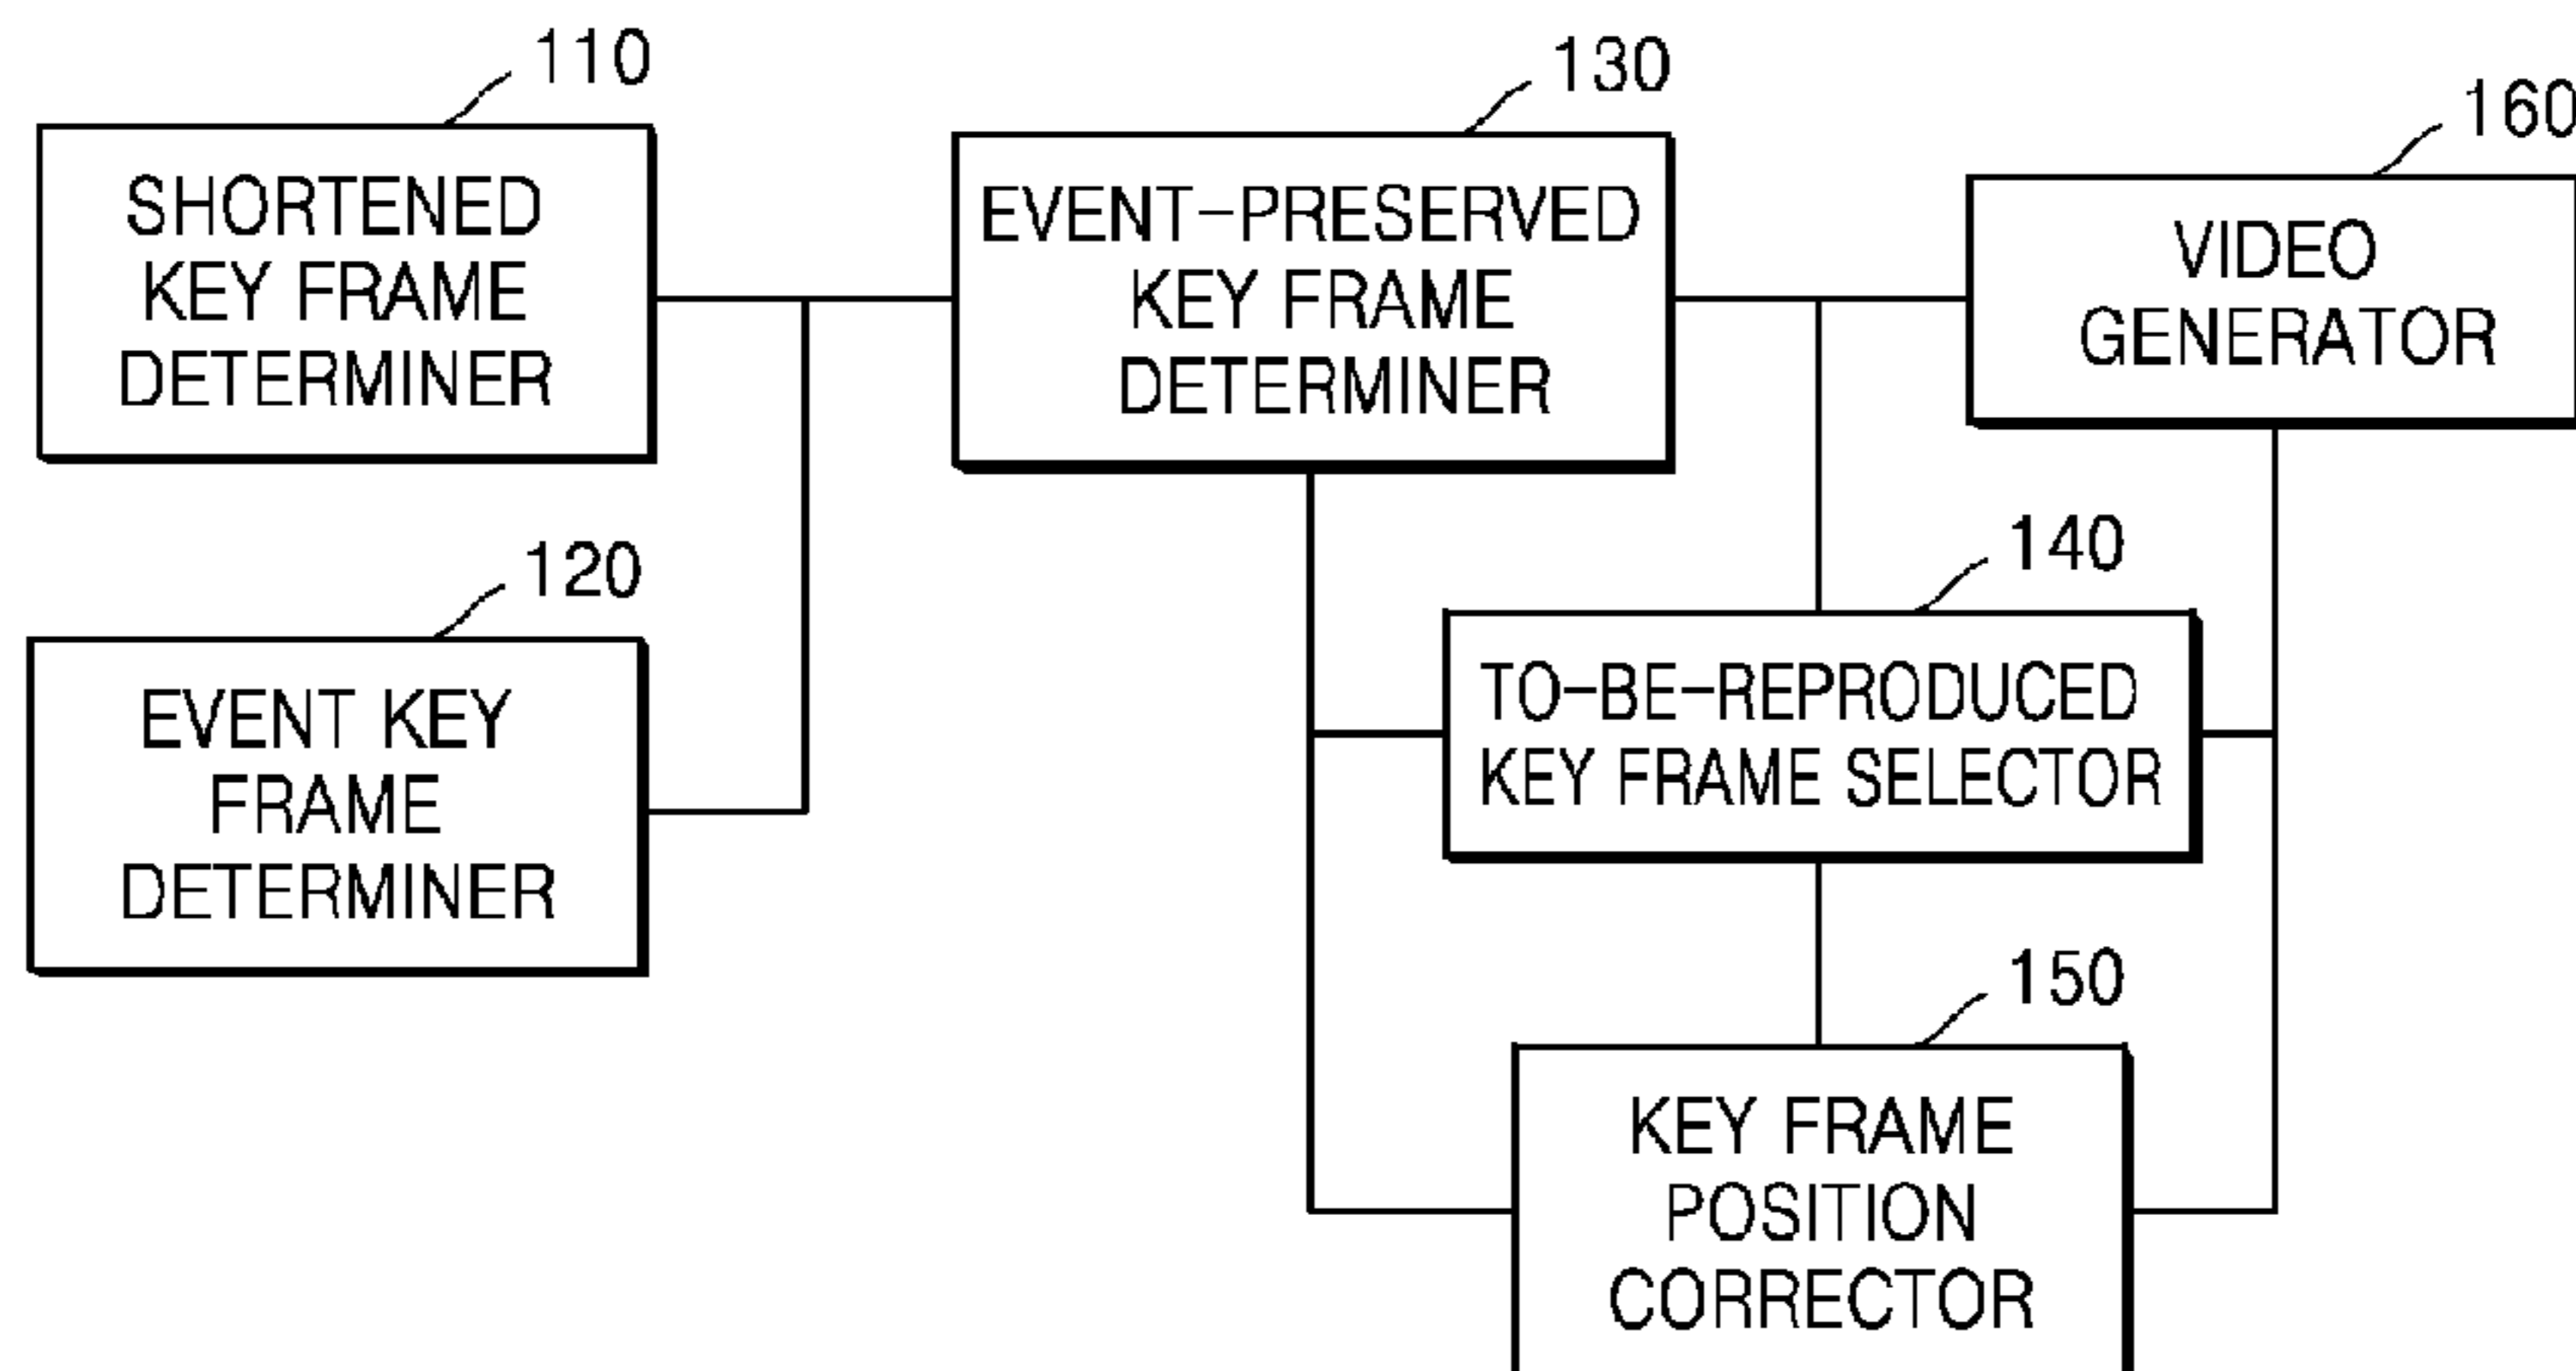 110
SHORTENED
KEY FRAME
DETERMINER
120
EVENT KEY
FRAME
DETERMINER
130
EVENT-PRESERVED
KEY FRAME
DETERMINER
140
TO-BE-REPRODUCED
KEY FRAME SELECTOR
150
KEY FRAME
POSITION
CORRECTOR
160
VIDEO
GENERATOR